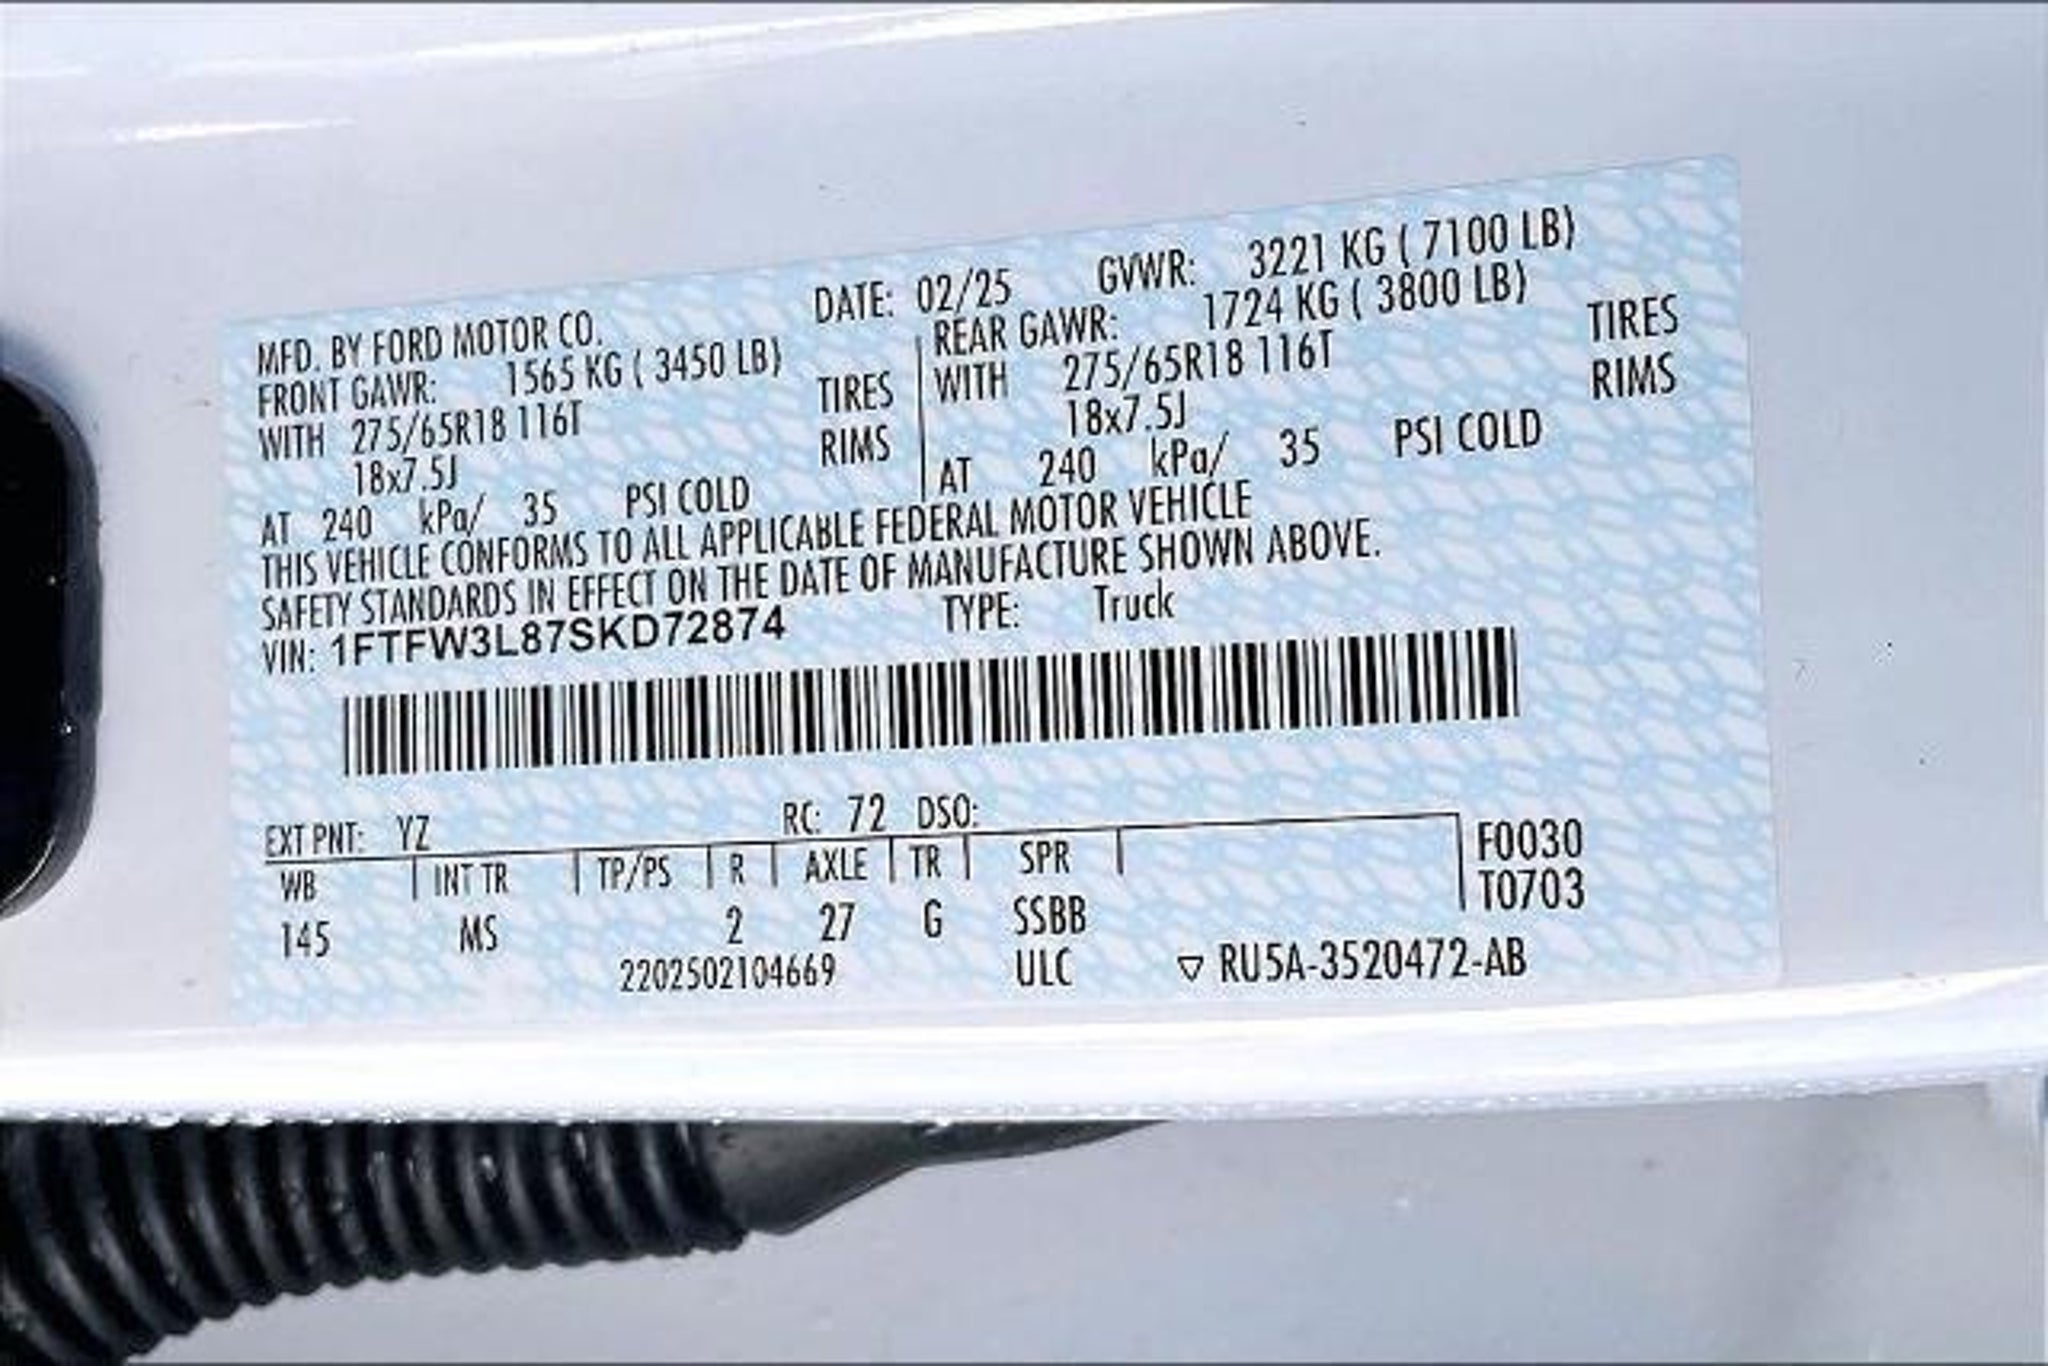 MFD. BY FORD MOTOR CO. DATE: 02/25 GVWR: 3221 KG ( 7100 LB)
FRONT GAWR: 1565 KG ( 3450 LB) REAR GAWR: 1724 KG ( 3800 LB)
WITH 275/65R18 116T TIRES WITH 275/65R18 116T TIRES
18x7.5J RIMS 18x7.5J RIMS
AT 240 kPa/ 35 PSI COLD AT 240 kPa/ 35 PSI COLD
THIS VEHICLE CONFORMS TO ALL APPLICABLE FEDERAL MOTOR VEHICLE
SAFETY STANDARDS IN EFFECT ON THE DATE OF MANUFACTURE SHOWN ABOVE.
VIN: 1FTFW3L87SKD72874 TYPE: Truck
EXT PNT: YZ RC: 72 DSO:
WB INT TR TP/PS R AXLE TR SPR F0030
145 MS 2 27 G SSBB T0703
2202502104669 ULC ▽ RU5A-3520472-AB